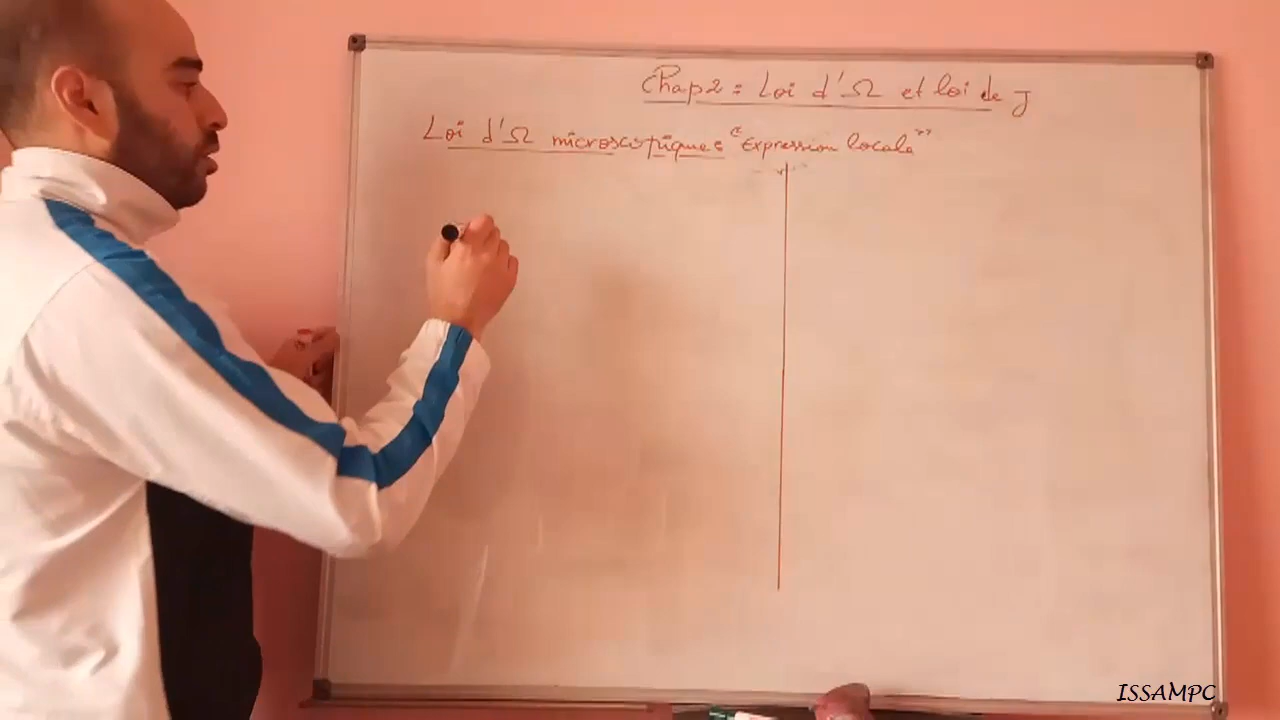 Chap2 : Loi d'Ω et loi de J
Loi d'Ω microscopique : "Expression locale"
ISSAMPC